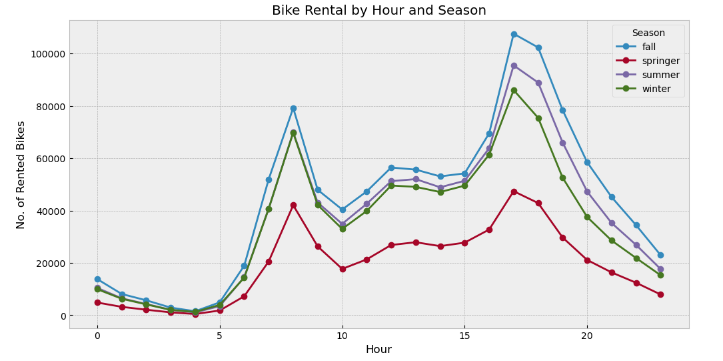 Bike Rental by Hour and Season
Season
fall
springer
summer
winter
No. of Rented Bikes
100000
80000
60000
40000
20000
0
0 5 10 15 20
Hour